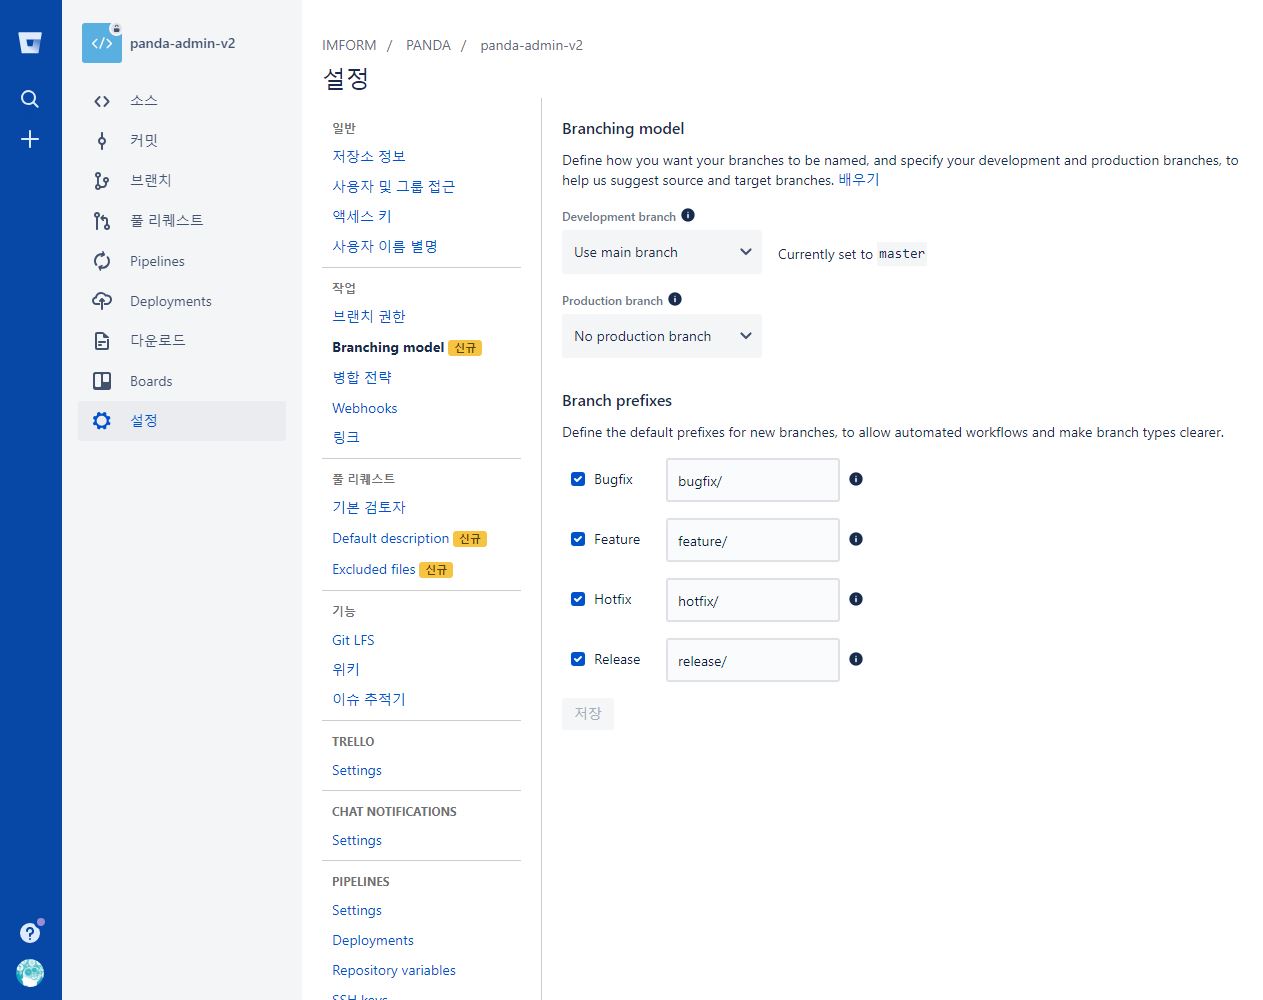 panda-admin-v2
소스
커밋
브랜치
풀 리퀘스트
Pipelines
Deployments
다운로드
Boards
설정
IMFORM / PANDA / panda-admin-v2
설정
일반
저장소 정보
사용자 및 그룹 접근
액세스 키
사용자 이름 별명
작업
브랜치 권한
Branching model 신규
병합 전략
Webhooks
링크
풀 리퀘스트
기본 검토자
Default description 신규
Excluded files 신규
기능
Git LFS
위키
이슈 추적기
TRELLO
Settings
CHAT NOTIFICATIONS
Settings
PIPELINES
Settings
Deployments
Repository variables
SSH keys
Branching model
Define how you want your branches to be named, and specify your development and production branches, to
help us suggest source and target branches. 배우기
Development branch
Use main branch
Currently set to master
Production branch
No production branch
Branch prefixes
Define the default prefixes for new branches, to allow automated workflows and make branch types clearer.
Bugfix bugfix/
Feature feature/
Hotfix hotfix/
Release release/
저장